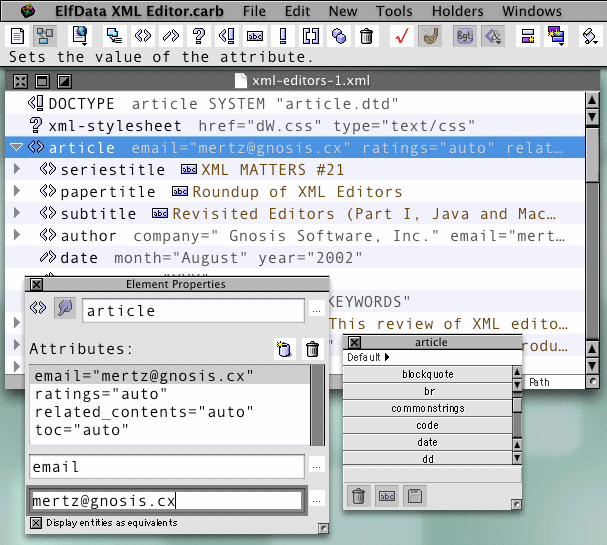 ElfData XML Editor.carb File Edit New Tools Holders Windows
Sets the value of the attribute.
xml-editors-1.xml
DOCTYPE article SYSTEM "article.dtd"
xml-stylesheet href="dW.css" type="text/css"
article email="mertz@gnosis.cx" ratings="auto" relat…
seriestitle abc XML MATTERS #21
papertitle abc Roundup of XML Editors
subtitle abc Revisited Editors (Part I, Java and Mac…
author company=" Gnosis Software, Inc." email="mert…
date month="August" year="2002"
KEYWORDS"
This review of XML edito…
rodu…
Path
Element Properties
article ...
Attributes:
email="mertz@gnosis.cx"
ratings="auto"
related_contents="auto"
toc="auto"
email ...
mertz@gnosis.cx ...
Display entities as equivalents
article
Default
blockquote
br
commonstrings
code
date
dd
abc